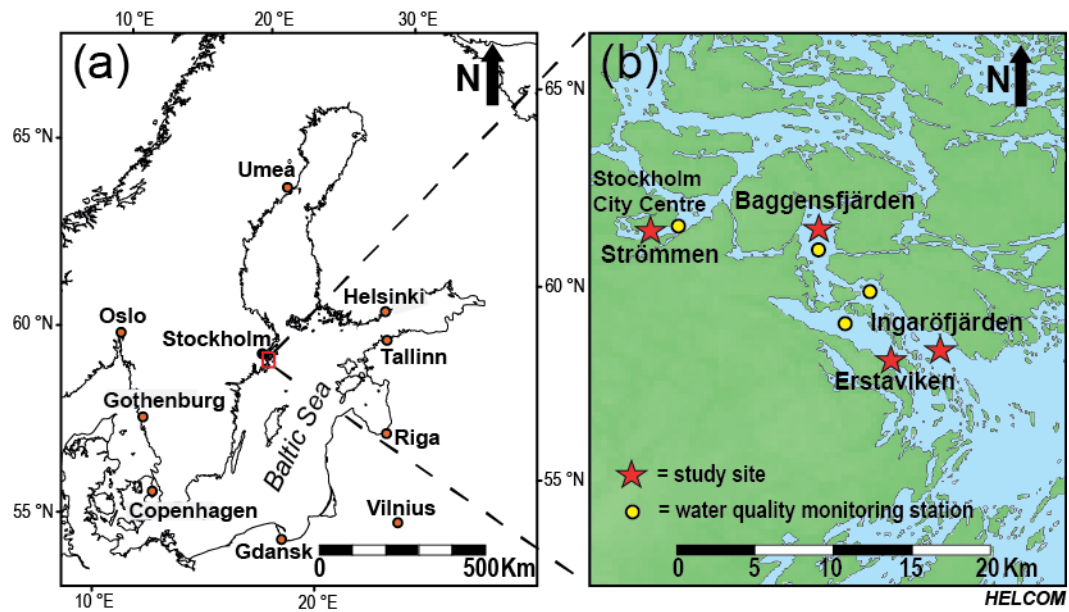 10 °E
20 °E
30 °E
(a)
N
65 °N
60 °N
55 °N
Umeå
Helsinki
Oslo
Stockholm
Tallinn
Gothenburg
Baltic Sea
Riga
Copenhagen
Vilnius
Gdansk
0
500 Km
10 °E
20 °E
65 °N
60 °N
55 °N
(b)
N
Stockholm
City Centre
Baggensfjärden
Strömmen
Ingaröfjärden
Erstaviken
= study site
= water quality monitoring station
0
5
10
15
20 Km
HELCOM